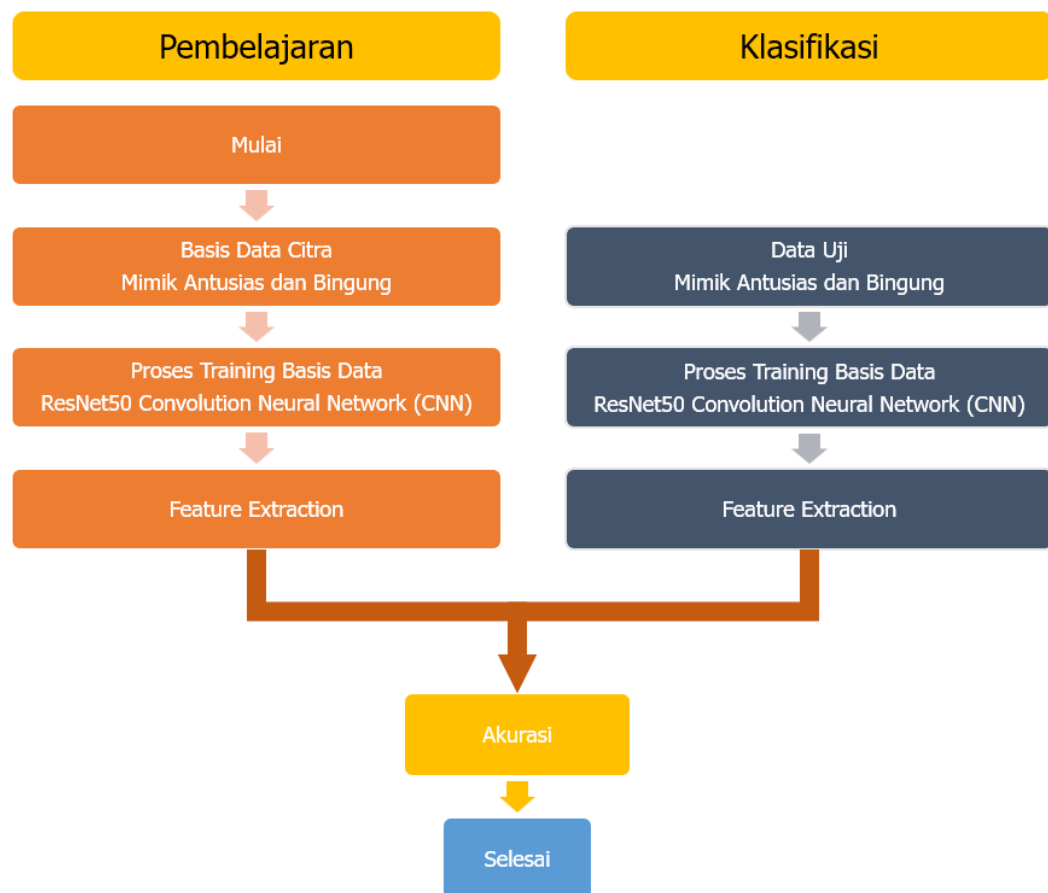 Pembelajaran
Klasifikasi
Mulai
Basis Data Citra
Mimik Antusias dan Bingung
Data Uji
Mimik Antusias dan Bingung
Proses Training Basis Data
ResNet50 Convolution Neural Network (CNN)
Proses Training Basis Data
ResNet50 Convolution Neural Network (CNN)
Feature Extraction
Feature Extraction
Akurasi
Selesai